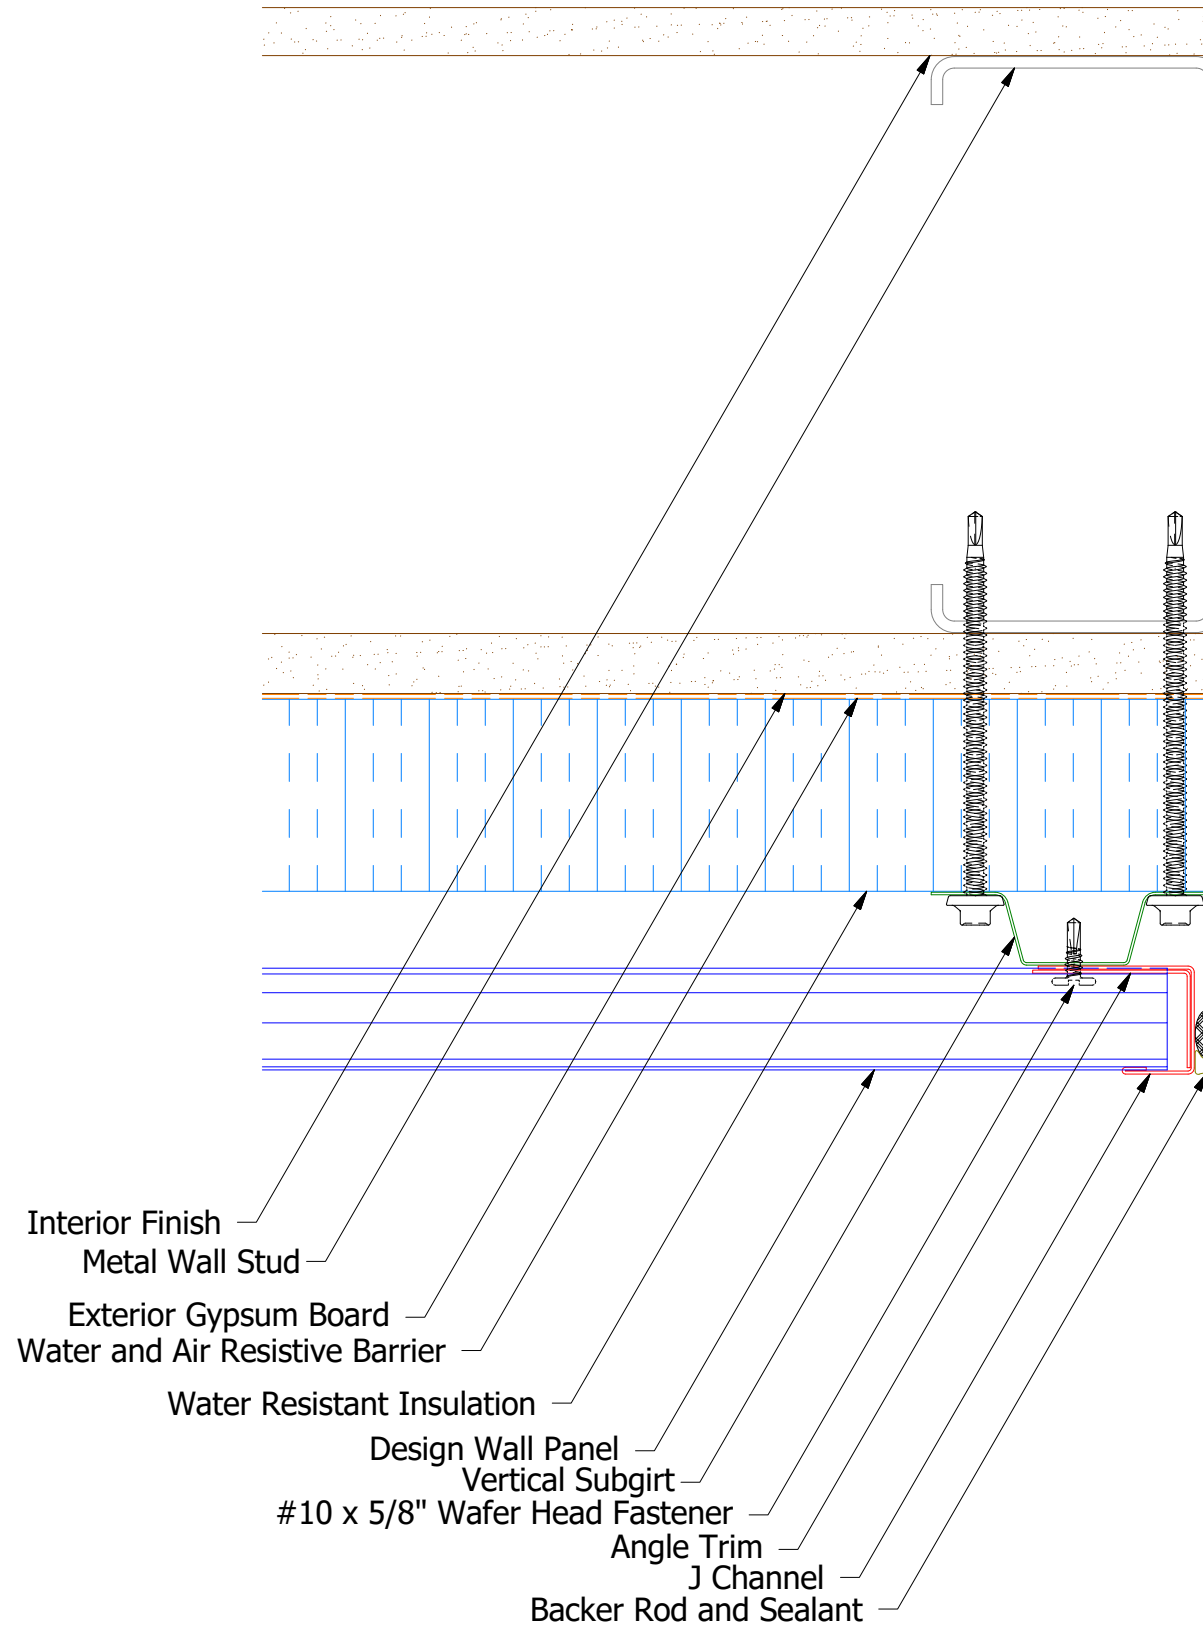 Interior Finish
Metal Wall Stud
Exterior Gypsum Board
Water and Air Resistive Barrier
Water Resistant Insulation
Design Wall Panel
Vertical Subgirt
#10 x 5/8" Wafer Head Fastener
Angle Trim
J Channel
Backer Rod and Sealant